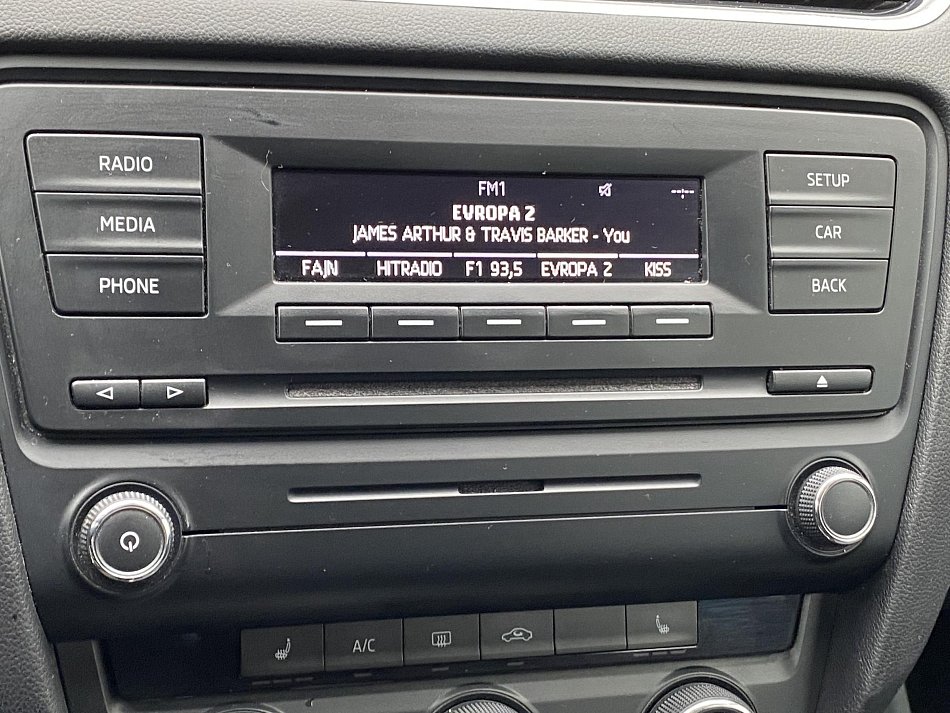 RADIO
MEDIA
PHONE
FM1
EVROPA 2
JAMES ARTHUR & TRAVIS BARKER - You
FAJN HITRADIO F1 93,5 EVROPA 2 KISS
SETUP
CAR
BACK
A/C